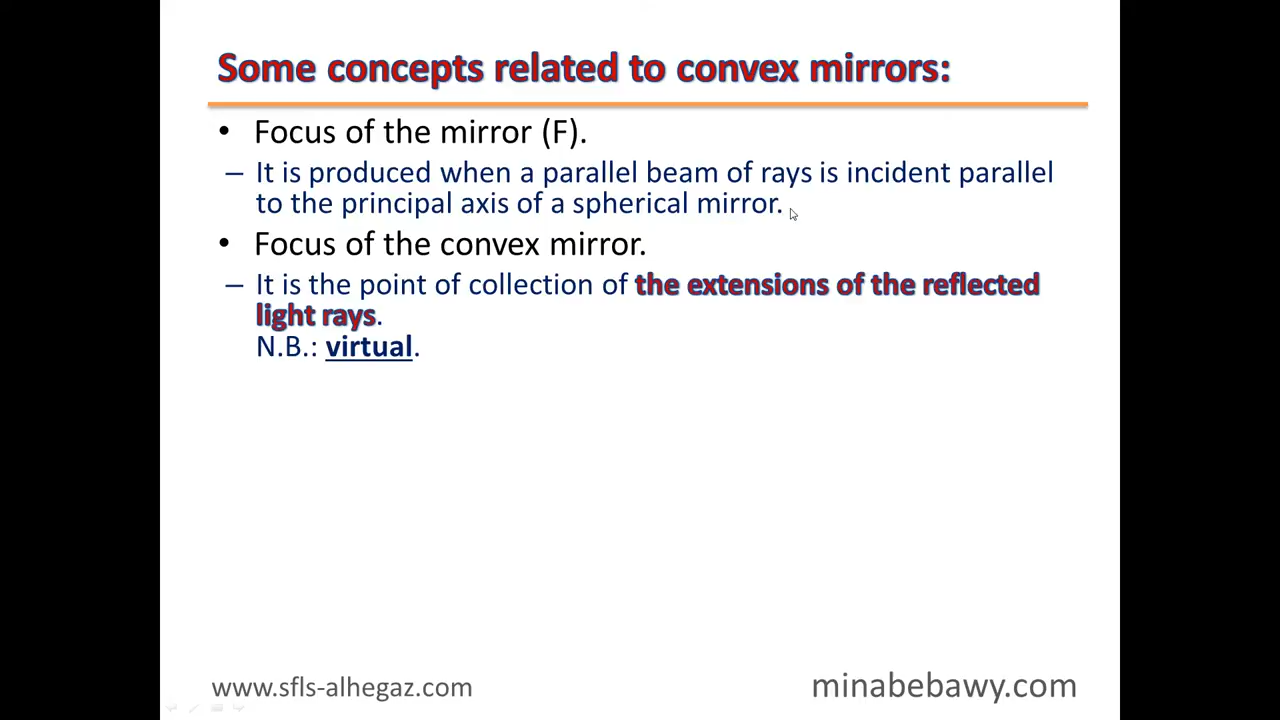 Some concepts related to convex mirrors:
• Focus of the mirror (F).
– It is produced when a parallel beam of rays is incident parallel
to the principal axis of a spherical mirror.
• Focus of the convex mirror.
– It is the point of collection of the extensions of the reflected
light rays.
N.B.: virtual.
www.sfls-alhegaz.com
minabebawy.com